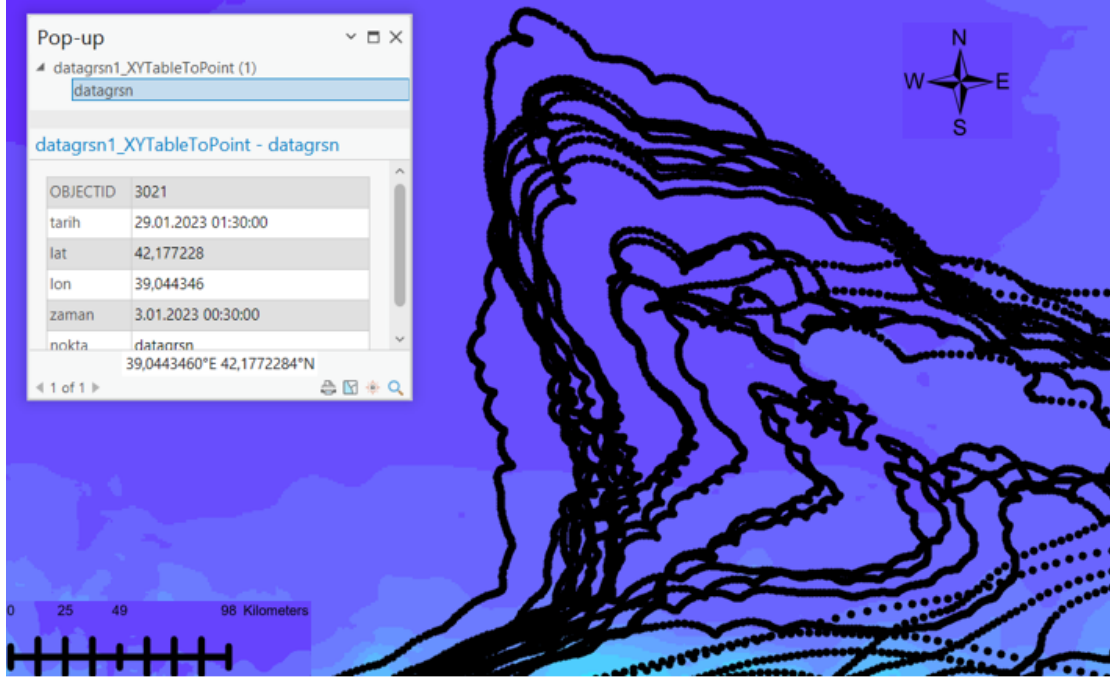 Pop-up
datagrsn1_XYTableToPoint (1)
datagrsn
datagrsn1_XYTableToPoint - datagrsn
OBJECTID 3021
tarih 29.01.2023 01:30:00
lat 42,177228
lon 39,044346
zaman 3.01.2023 00:30:00
nokta datagrsn
39,0443460°E 42,1772284°N
1 of 1
N
W E
S
0 25 49 98 Kilometers